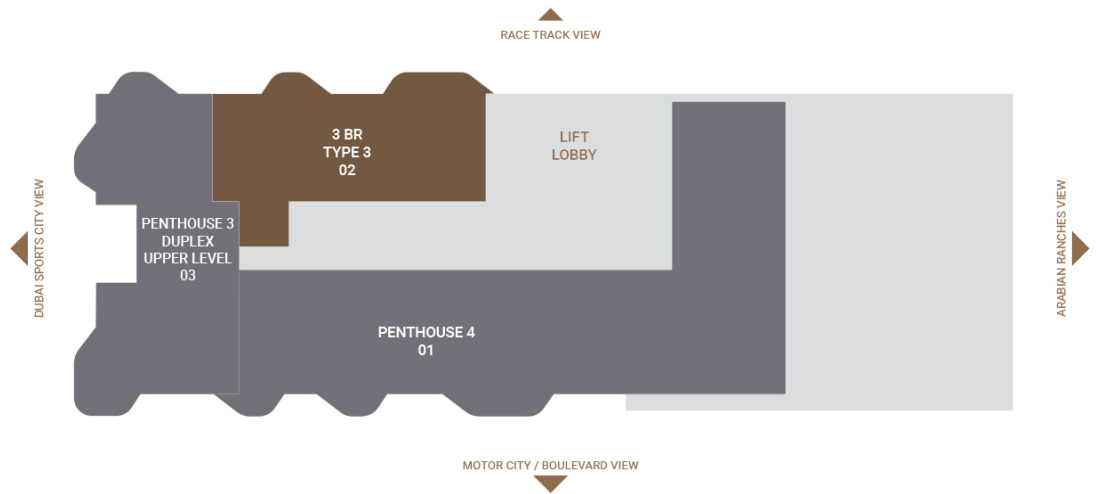 RACE TRACK VIEW
3 BR
TYPE 3
02
LIFT
LOBBY
DUBAI SPORTS CITY VIEW
PENTHOUSE 3
DUPLEX
UPPER LEVEL
03
ARABIAN RANCHES VIEW
PENTHOUSE 4
01
MOTOR CITY / BOULEVARD VIEW